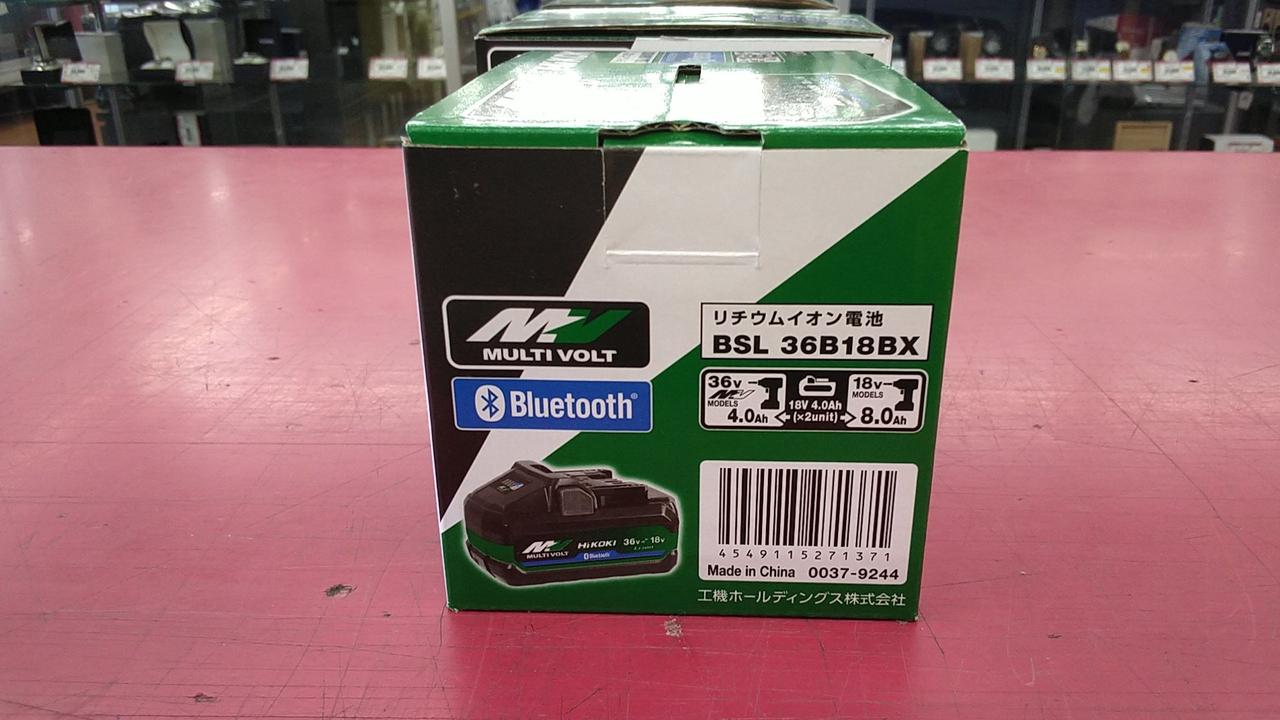 MULTI VOLT
Bluetooth®
リチウムイオン電池
BSL 36B18BX
36v
MODELS
4.0Ah
18V 4.0Ah
(×2unit)
18v
MODELS
8.0Ah
MULTI VOLT
HiKOKI
36v⎓18v
Bluetooth
4549115271371
Made in China 0037-9244
工機ホールディングス株式会社